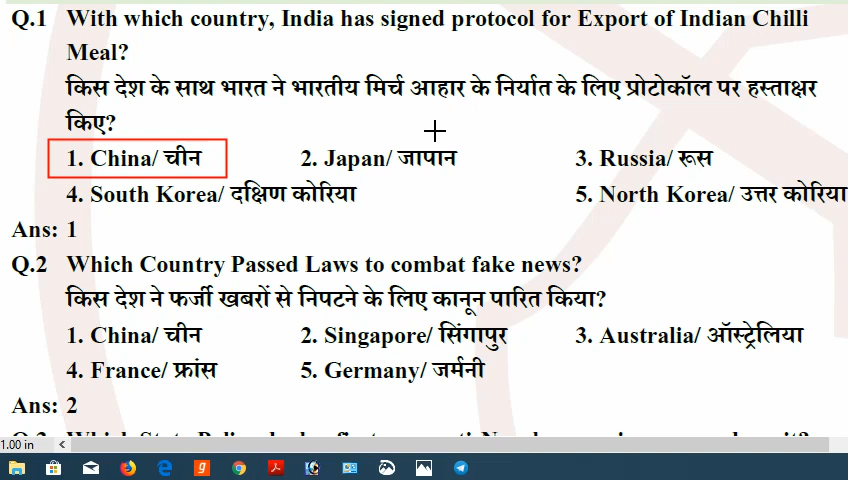 Q.1 With which country, India has signed protocol for Export of Indian Chilli
Meal?
किस देश के साथ भारत ने भारतीय मिर्च आहार के निर्यात के लिए प्रोटोकॉल पर हस्ताक्षर
किए?
1. China/ चीन 2. Japan/ जापान 3. Russia/ रूस
4. South Korea/ दक्षिण कोरिया 5. North Korea/ उत्तर कोरिया
Ans: 1
Q.2 Which Country Passed Laws to combat fake news?
किस देश ने फर्जी खबरों से निपटने के लिए कानून पारित किया?
1. China/ चीन 2. Singapore/ सिंगापुर 3. Australia/ ऑस्ट्रेलिया
4. France/ फ्रांस 5. Germany/ जर्मनी
Ans: 2
1.00 in